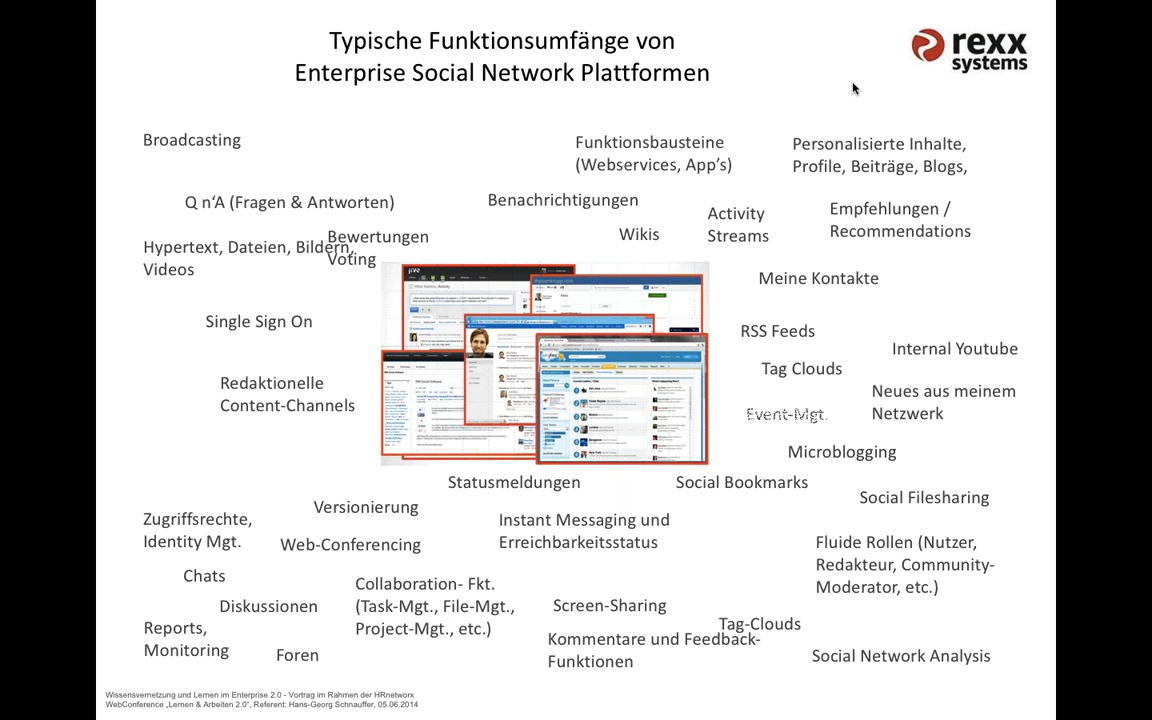 Typische Funktionsumfänge von
Enterprise Social Network Plattformen
rexx
systems
Broadcasting
Funktionsbausteine
(Webservices, App's)
Personalisierte Inhalte,
Profile, Beiträge, Blogs,
Q n‘A (Fragen & Antworten)
Benachrichtigungen
Activity
Streams
Empfehlungen /
Recommendations
Hypertext, Dateien, Bildern,
Videos
Bewertungen
Voting
Wikis
Meine Kontakte
Single Sign On
RSS Feeds
Internal Youtube
Tag Clouds
Redaktionelle
Content-Channels
Neues aus meinem
Netzwerk
Event-Mgt.
Microblogging
Statusmeldungen
Social Bookmarks
Social Filesharing
Versionierung
Zugriffsrechte,
Identity Mgt.
Instant Messaging und
Erreichbarkeitsstatus
Web-Conferencing
Fluide Rollen (Nutzer,
Redakteur, Community-
Moderator, etc.)
Chats
Collaboration- Fkt.
(Task-Mgt., File-Mgt.,
Project-Mgt., etc.)
Diskussionen
Screen-Sharing
Tag-Clouds
Reports,
Monitoring
Kommentare und Feedback-
Funktionen
Foren
Social Network Analysis
Wissensvernetzung und Lernen im Enterprise 2.0 - Vortrag im Rahmen der HRnetworx
WebConference „Lernen & Arbeiten 2.0“, Referent: Hans-Georg Schnauffer, 05.06.2014